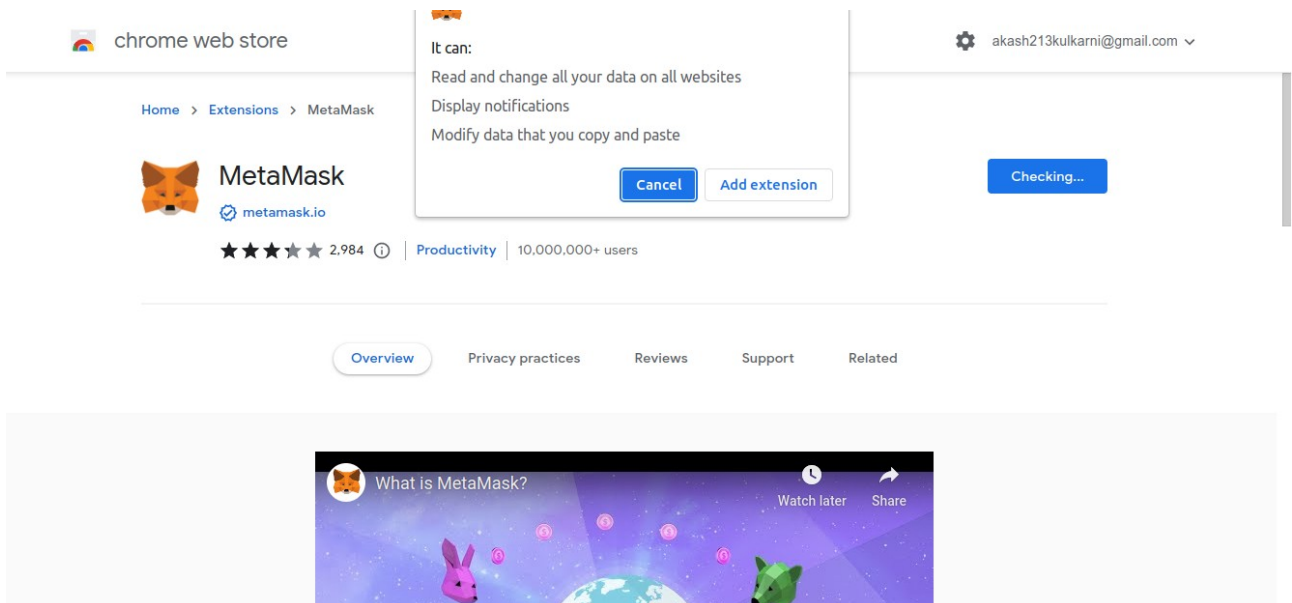 chrome web store
akash213kulkarni@gmail.com
It can:
Read and change all your data on all websites
Display notifications
Modify data that you copy and paste
Cancel
Add extension
Home > Extensions > MetaMask
MetaMask
Checking...
metamask.io
2,984 | Productivity | 10,000,000+ users
Overview
Privacy practices
Reviews
Support
Related
What is MetaMask?
Watch later
Share